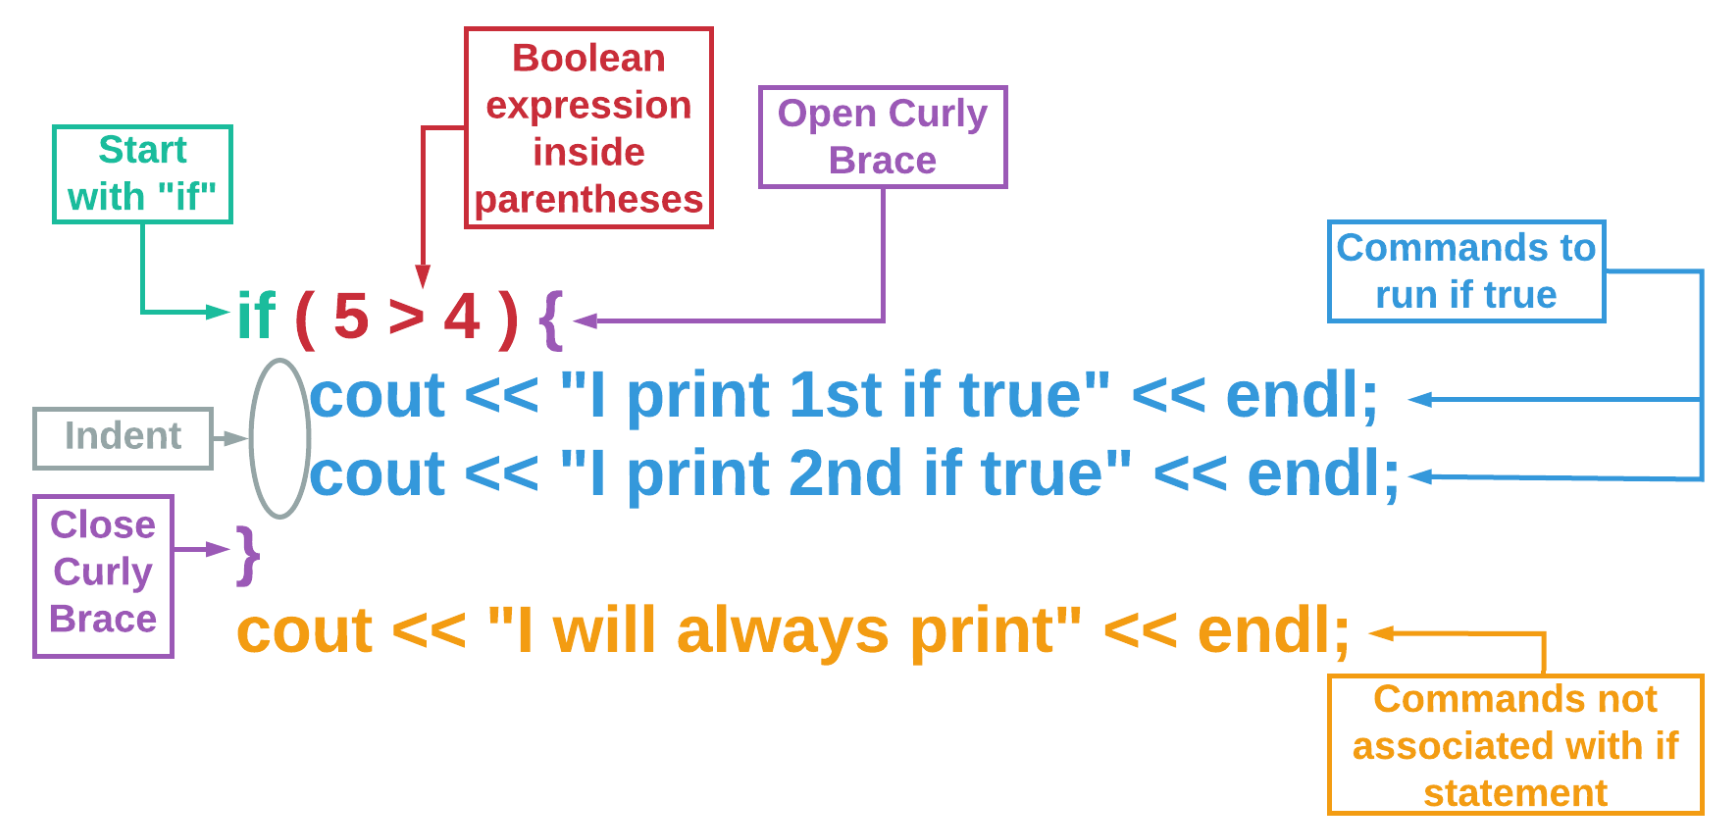 Boolean
expression
inside
parentheses
Open Curly
Brace
Start
with "if"
Commands to
run if true
if ( 5 > 4 ) {
cout << "I print 1st if true" << endl;
Indent
cout << "I print 2nd if true" << endl;
Close
Curly
Brace
}
cout << "I will always print" << endl;
Commands not
associated with if
statement